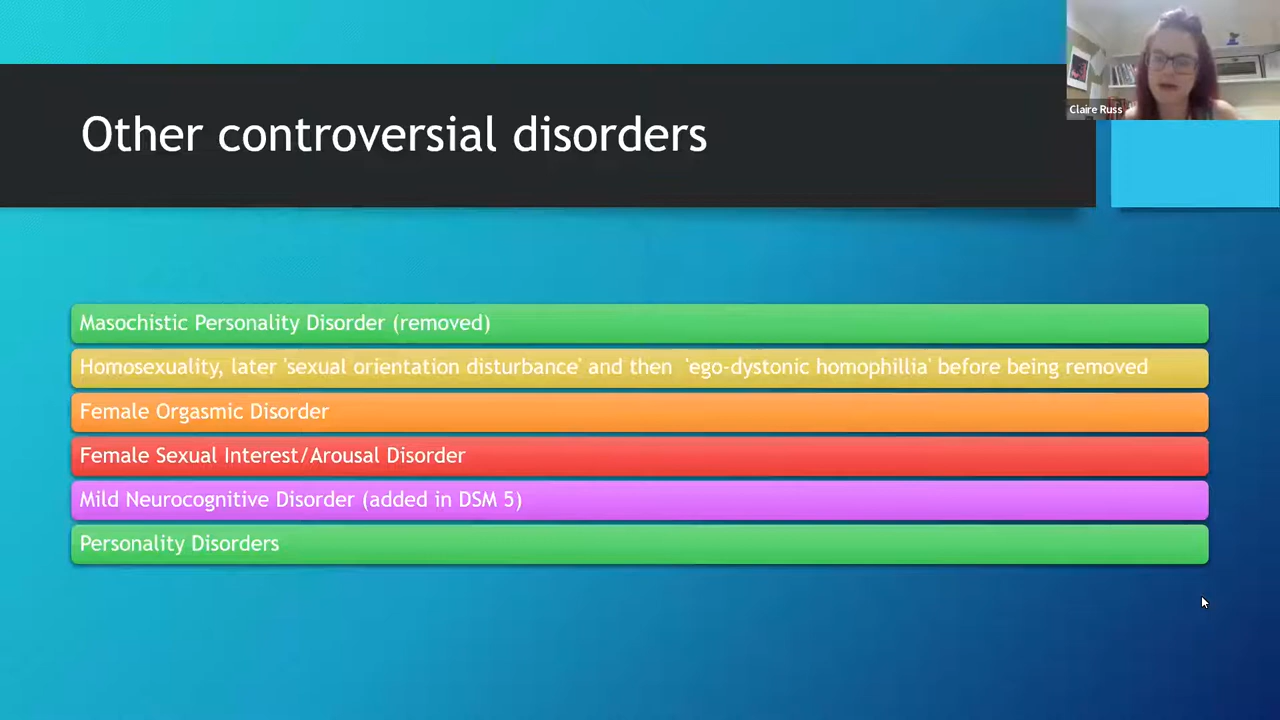 Claire Russ
Other controversial disorders
Masochistic Personality Disorder (removed)
Homosexuality, later 'sexual orientation disturbance' and then 'ego-dystonic homophillia' before being removed
Female Orgasmic Disorder
Female Sexual Interest/Arousal Disorder
Mild Neurocognitive Disorder (added in DSM 5)
Personality Disorders